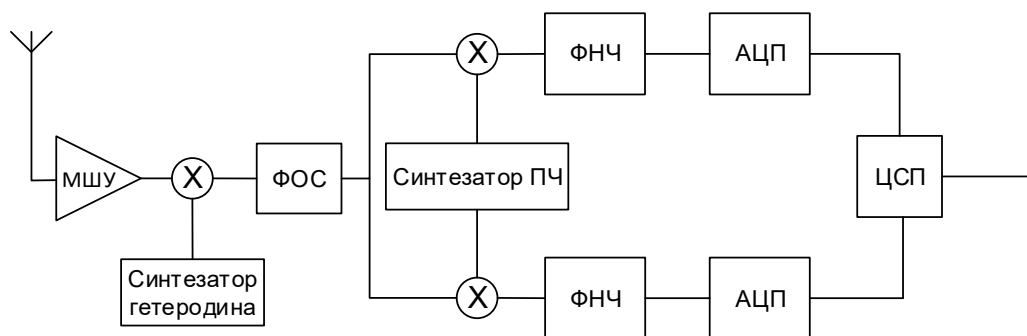 X
ФНЧ
АЦП
МШУ
X
ФОС
Синтезатор ПЧ
ЦСП
Синтезатор
гетеродина
X
ФНЧ
АЦП